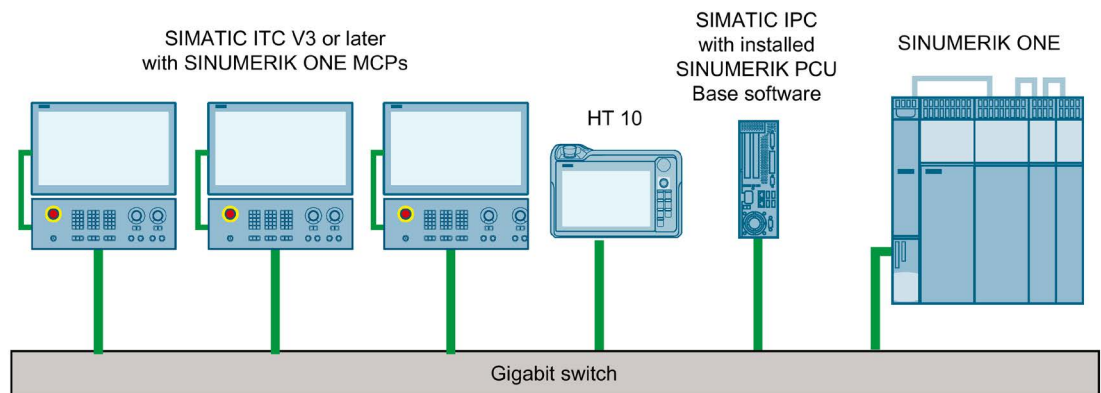 SIMATIC ITC V3 or later
with SINUMERIK ONE MCPs
HT 10
SIMATIC IPC
with installed
SINUMERIK PCU
Base software
SINUMERIK ONE
Gigabit switch